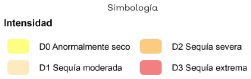 Simbología
Intensidad
D0 Anormalmente seco
D2 Sequía severa
D1 Sequía moderada
D3 Sequía extrema